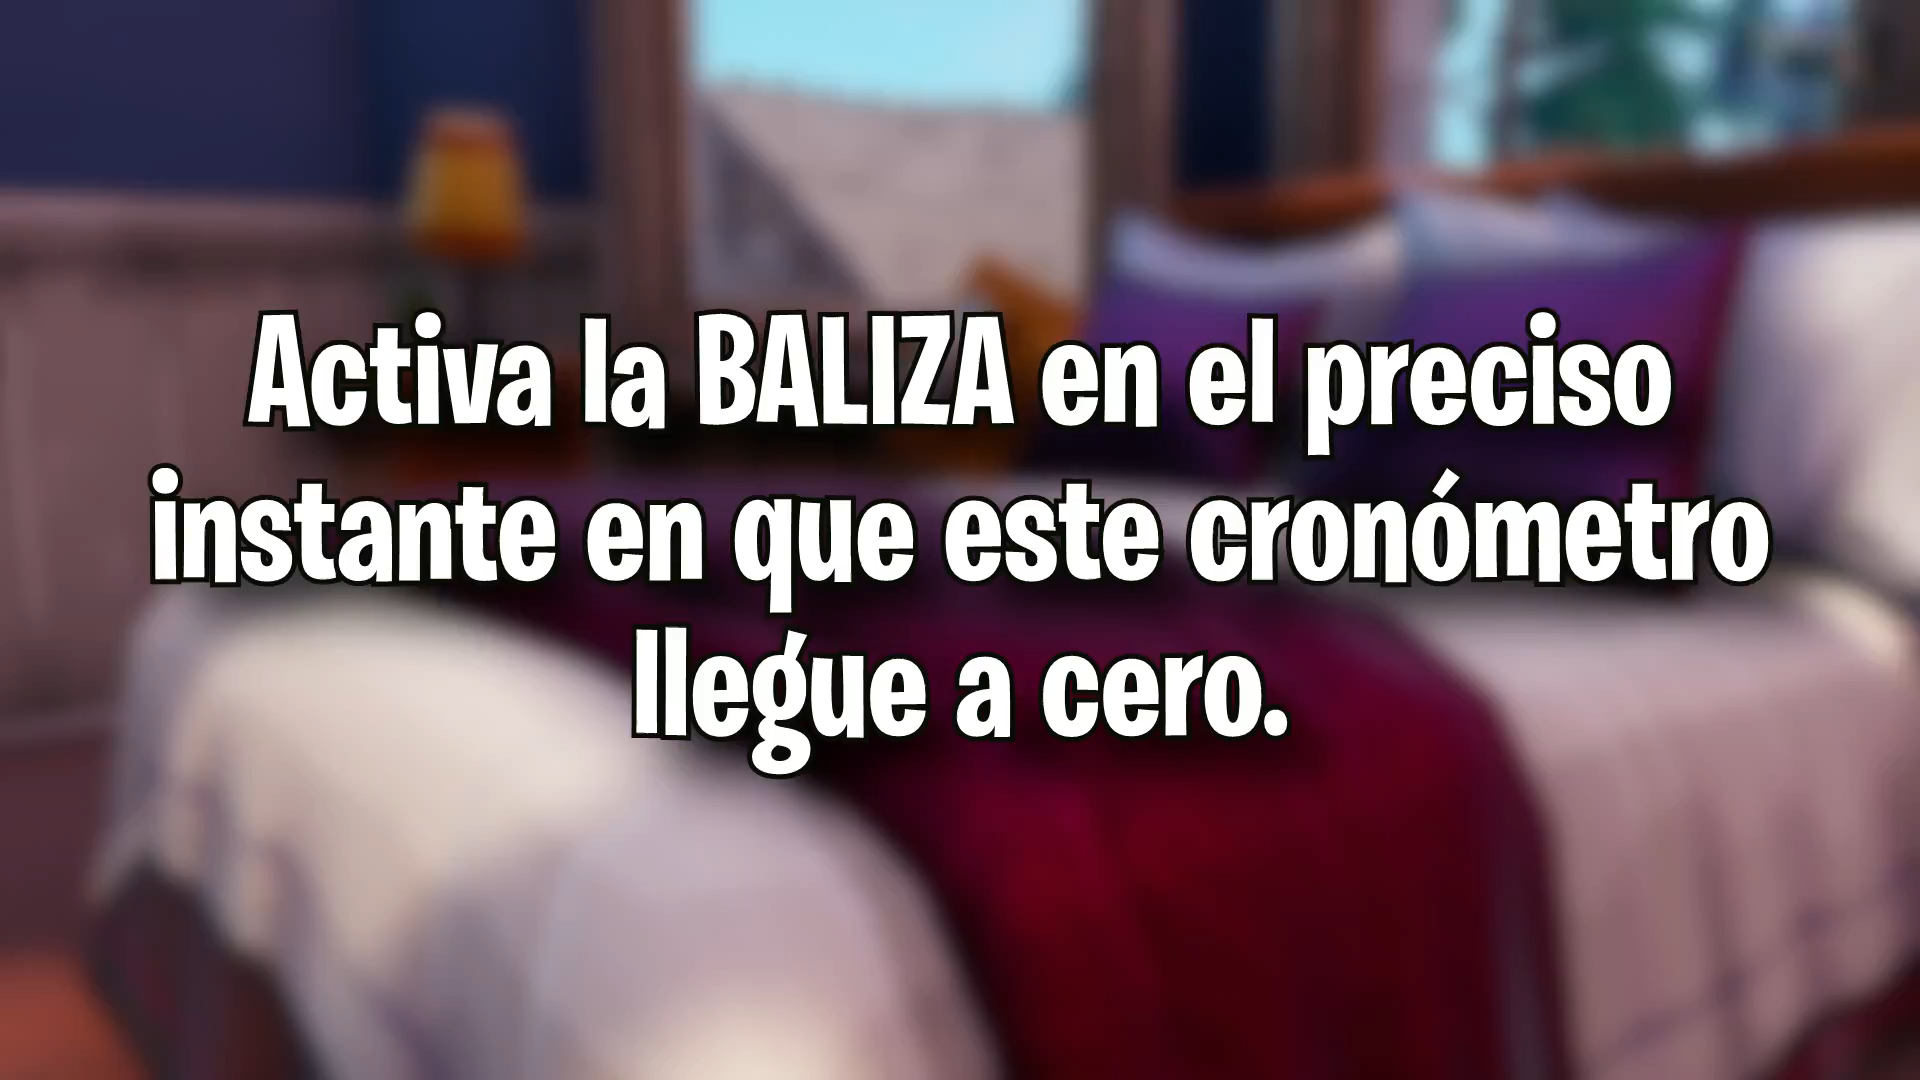 Activa la BALIZA en el preciso
instante en que este cronómetro
llegue a cero.